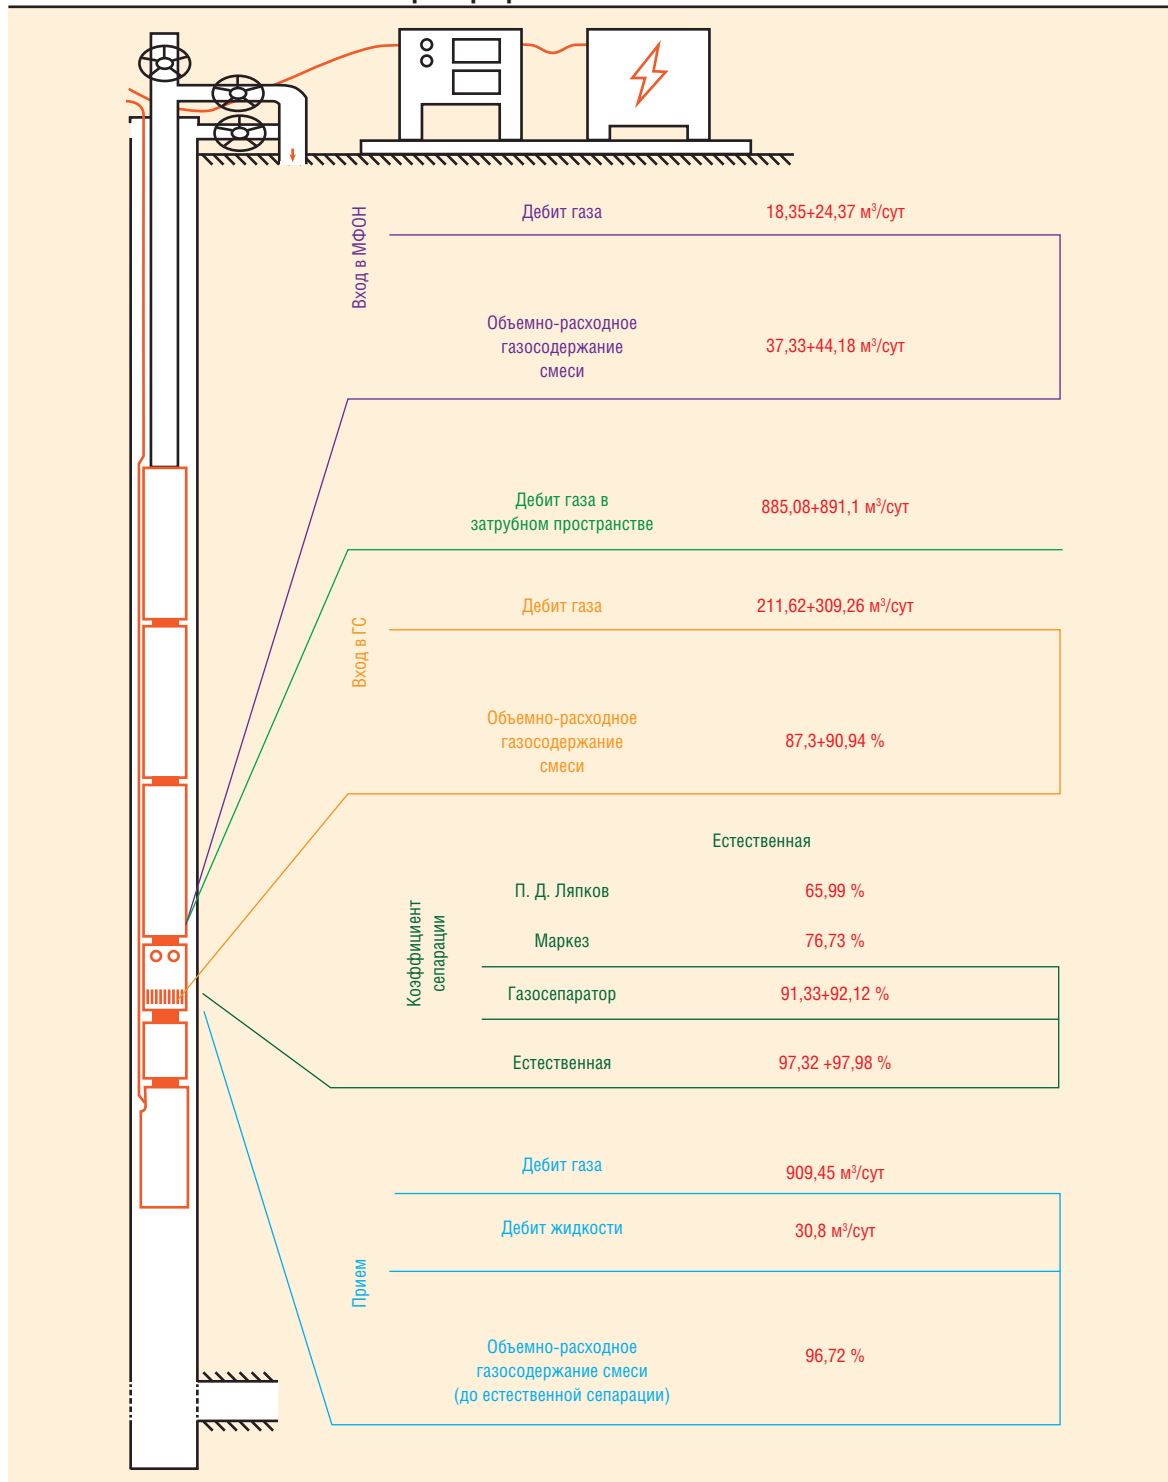 Вход в МФОН
Дебит газа
18,35+24,37 м³/сут
Объемно-расходное
газосодержание
смеси
37,33+44,18 м³/сут
Дебит газа в
затрубном пространстве
885,08+891,1 м³/сут
Вход в ГС
Дебит газа
211,62+309,26 м³/сут
Объемно-расходное
газосодержание
смеси
87,3+90,94 %
Коэффициент
сепарации
Естественная
П. Д. Ляпков
65,99 %
Маркез
76,73 %
Газосепаратор
91,33+92,12 %
Естественная
97,32 +97,98 %
Прием
Дебит газа
909,45 м³/сут
Дебит жидкости
30,8 м³/сут
Объемно-расходное
газосодержание смеси
(до естественной сепарации)
96,72 %